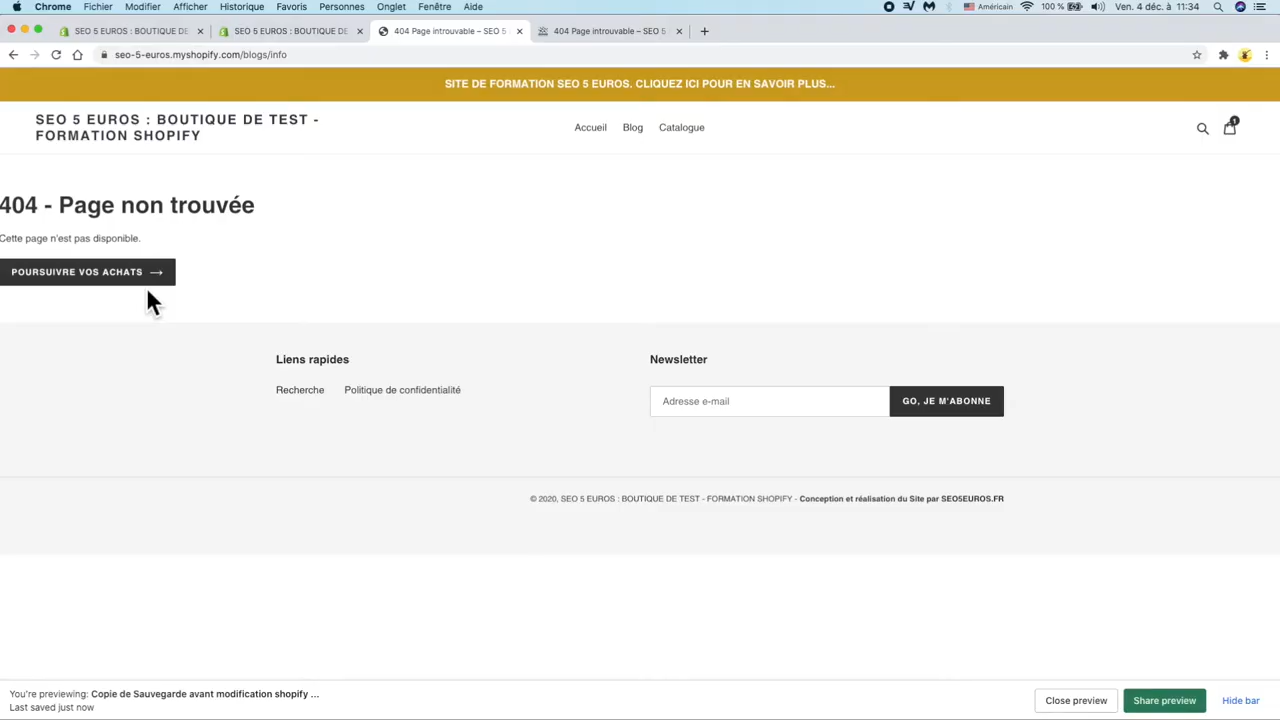 Chrome Fichier Modifier Afficher Historique Favoris Personnes Onglet Fenêtre Aide Américain 100 % Ven. 4 déc. à 11:34
SEO 5 EUROS : BOUTIQUE DE SEO 5 EUROS : BOUTIQUE DE 404 Page introuvable – SEO 5 404 Page introuvable – SEO 5
seo-5-euros.myshopify.com/blogs/info
SITE DE FORMATION SEO 5 EUROS. CLIQUEZ ICI POUR EN SAVOIR PLUS...
SEO 5 EUROS : BOUTIQUE DE TEST -
FORMATION SHOPIFY
Accueil Blog Catalogue
1
404 - Page non trouvée
Cette page n'est pas disponible.
POURSUIVRE VOS ACHATS →
Liens rapides
Recherche Politique de confidentialité
Newsletter
Adresse e-mail GO, JE M'ABONNE
© 2020, SEO 5 EUROS : BOUTIQUE DE TEST - FORMATION SHOPIFY - Conception et réalisation du Site par SEO5EUROS.FR
You're previewing: Copie de Sauvegarde avant modification shopify ...
Last saved just now
Close preview Share preview Hide bar